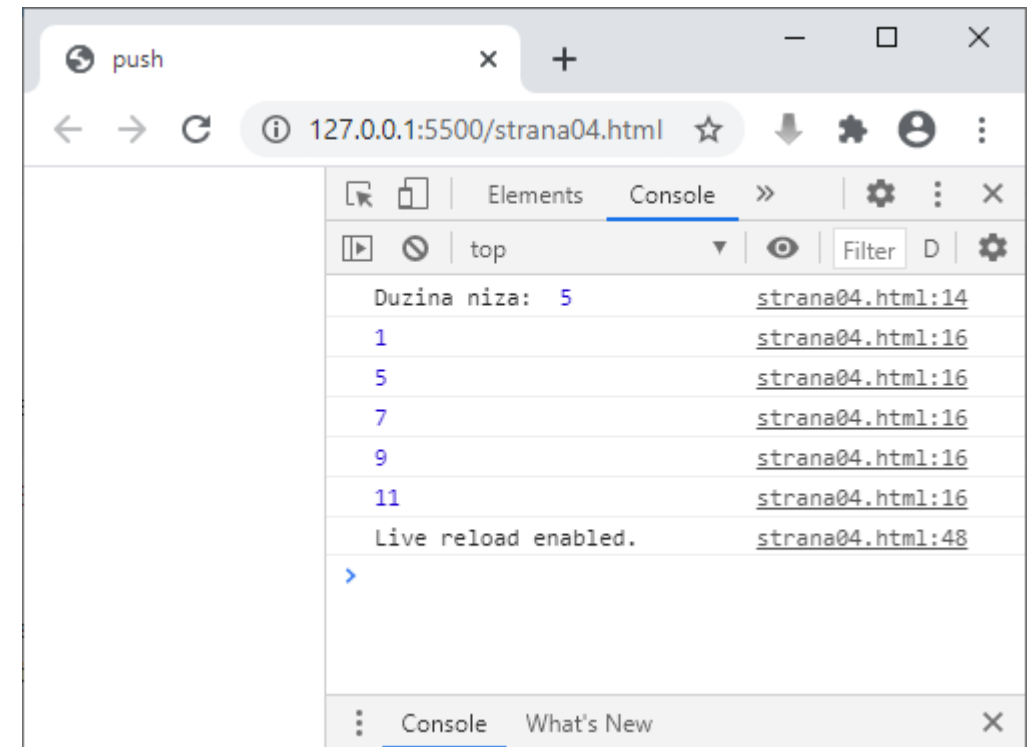 push
127.0.0.1:5500/strana04.html
Elements Console »
top Filter D
Duzina niza: 5 strana04.html:14
1 strana04.html:16
5 strana04.html:16
7 strana04.html:16
9 strana04.html:16
11 strana04.html:16
Live reload enabled. strana04.html:48
>
Console What's New